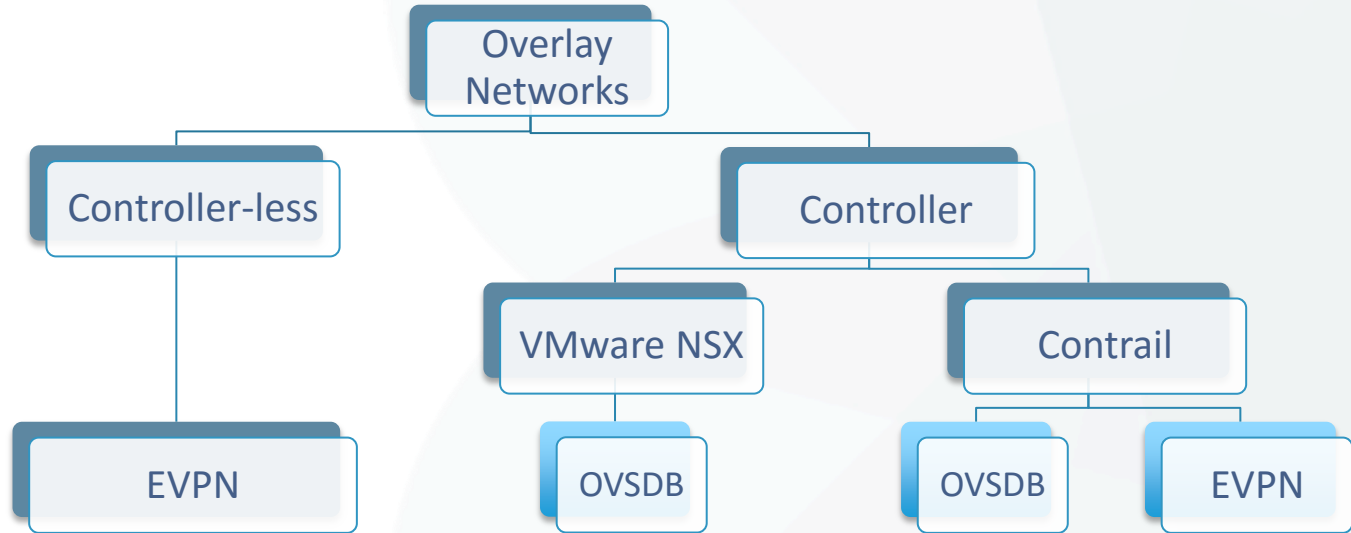 Overlay
Networks
Controller-less
Controller
VMware NSX
Contrail
EVPN
OVSDB
OVSDB
EVPN